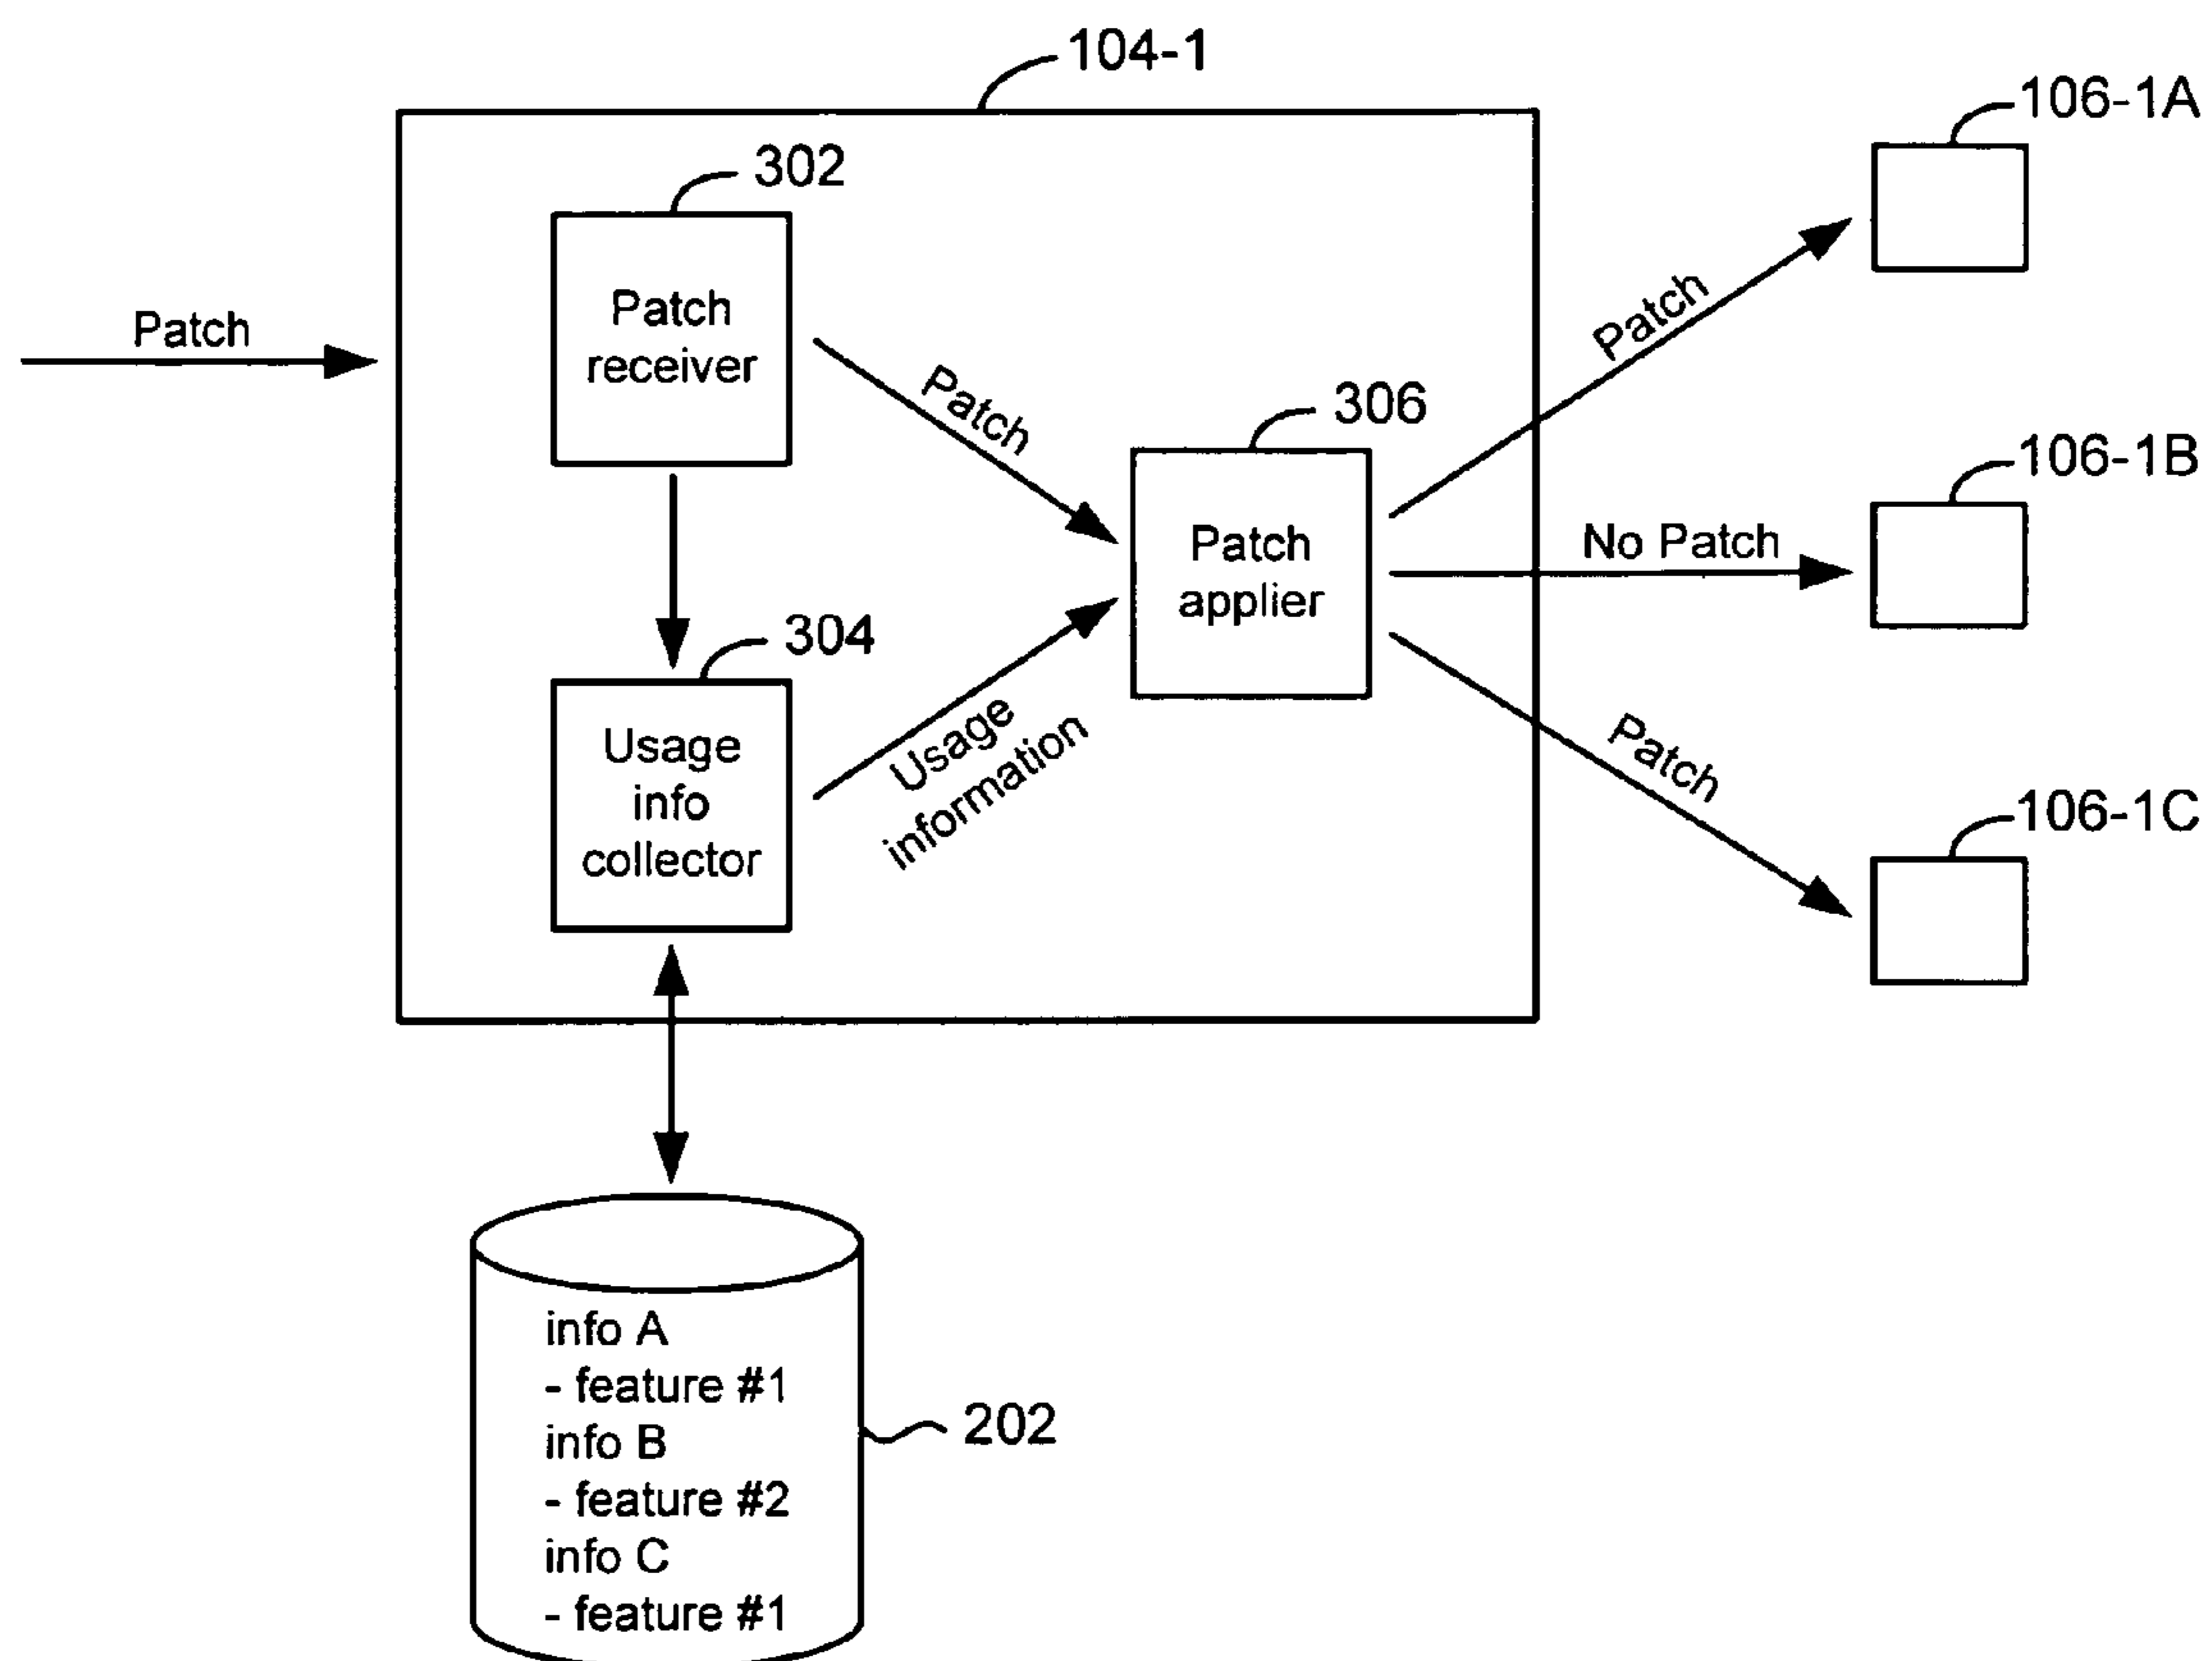 104-1
106-1A
302
Patch
receiver
Patch
Patch
Patch
306
106-1B
Patch
applier
No Patch
304
Usage
info
collector
Usage
information
Patch
106-1C
info A
- feature #1
info B
- feature #2
info C
- feature #1
202